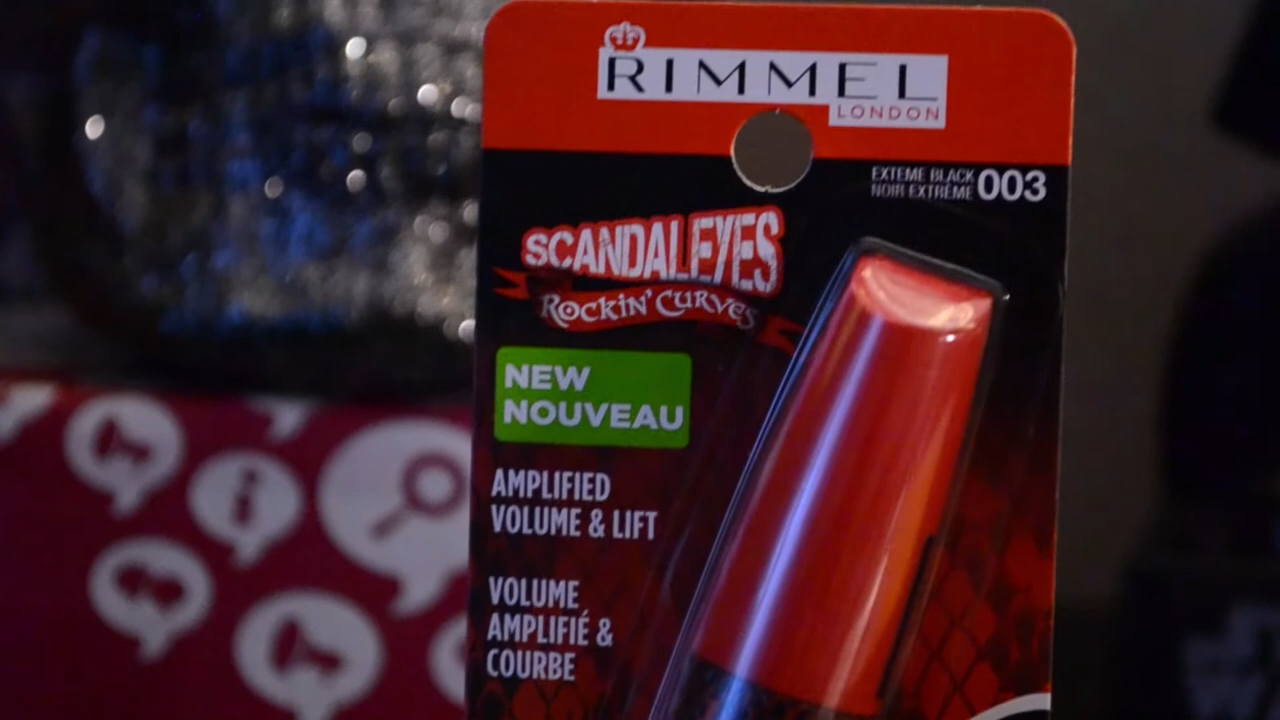 RIMMEL
LONDON
EXTEME BLACK
NOIR EXTRÊME
003
SCANDALEYES
ROCKIN' CURVES
NEW
NOUVEAU
AMPLIFIED
VOLUME & LIFT
VOLUME
AMPLIFIÉ &
COURBE